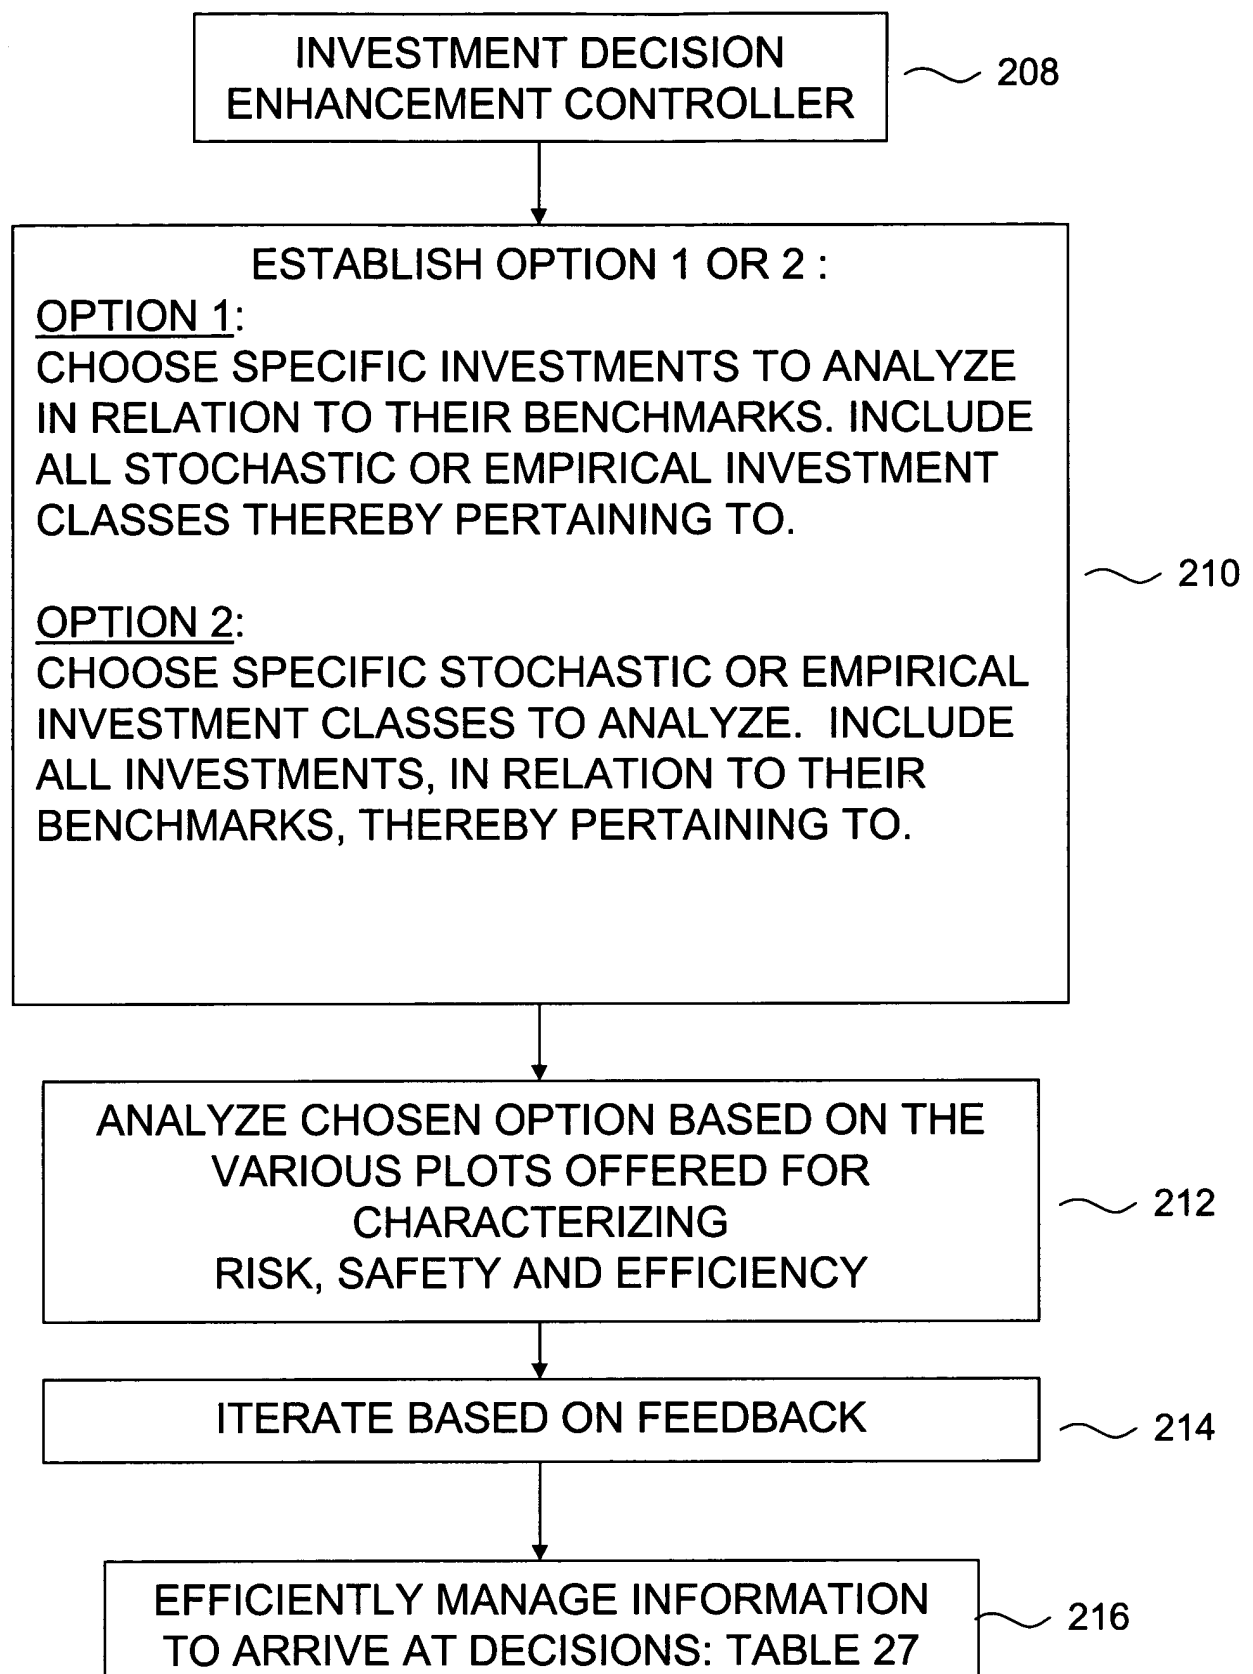 INVESTMENT DECISION
ENHANCEMENT CONTROLLER
208
ESTABLISH OPTION 1 OR 2 :
OPTION 1:
CHOOSE SPECIFIC INVESTMENTS TO ANALYZE
IN RELATION TO THEIR BENCHMARKS. INCLUDE
ALL STOCHASTIC OR EMPIRICAL INVESTMENT
CLASSES THEREBY PERTAINING TO.
OPTION 2:
CHOOSE SPECIFIC STOCHASTIC OR EMPIRICAL
INVESTMENT CLASSES TO ANALYZE.  INCLUDE
ALL INVESTMENTS, IN RELATION TO THEIR
BENCHMARKS, THEREBY PERTAINING TO.
210
ANALYZE CHOSEN OPTION BASED ON THE
VARIOUS PLOTS OFFERED FOR
CHARACTERIZING
RISK, SAFETY AND EFFICIENCY
212
ITERATE BASED ON FEEDBACK
214
EFFICIENTLY MANAGE INFORMATION
TO ARRIVE AT DECISIONS: TABLE 27
216